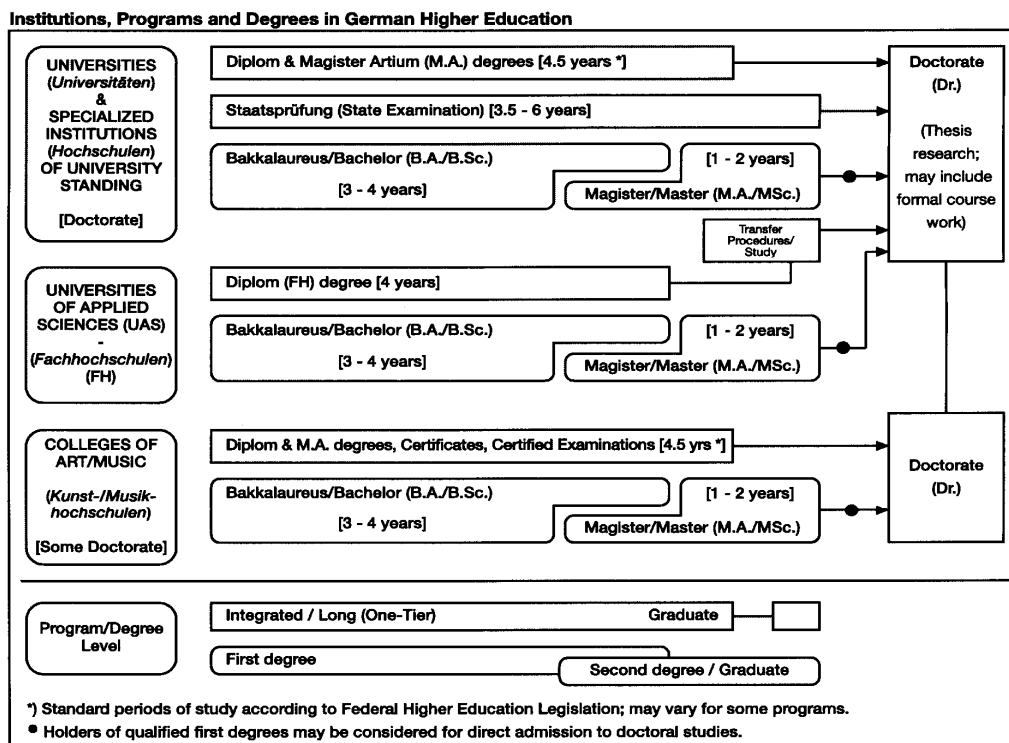 Institutions, Programs and Degrees in German Higher Education
UNIVERSITIES
(Universitäten)
&
SPECIALIZED
INSTITUTIONS
(Hochschulen)
OF UNIVERSITY
STANDING
[Doctorate]
Diplom & Magister Artium (M.A.) degrees [4.5 years *]
Staatsprüfung (State Examination) [3.5 - 6 years]
Bakkalaureus/Bachelor (B.A./B.Sc.)
[3 - 4 years]
[1 - 2 years]
Magister/Master (M.A./MSc.)
Transfer
Procedures/
Study
Doctorate
(Dr.)
(Thesis
research;
may include
formal course
work)
UNIVERSITIES
OF APPLIED
SCIENCES (UAS)
-
(Fachhochschulen)
(FH)
Diplom (FH) degree [4 years]
Bakkalaureus/Bachelor (B.A./B.Sc.)
[3 - 4 years]
[1 - 2 years]
Magister/Master (M.A./MSc.)
COLLEGES OF
ART/MUSIC
(Kunst-/Musik-
hochschulen)
[Some Doctorate]
Diplom & M.A. degrees, Certificates, Certified Examinations [4.5 yrs *]
Bakkalaureus/Bachelor (B.A./B.Sc.)
[3 - 4 years]
[1 - 2 years]
Magister/Master (M.A./MSc.)
Doctorate
(Dr.)
Program/Degree
Level
Integrated / Long (One-Tier) Graduate
First degree
Second degree / Graduate
*) Standard periods of study according to Federal Higher Education Legislation; may vary for some programs.
● Holders of qualified first degrees may be considered for direct admission to doctoral studies.